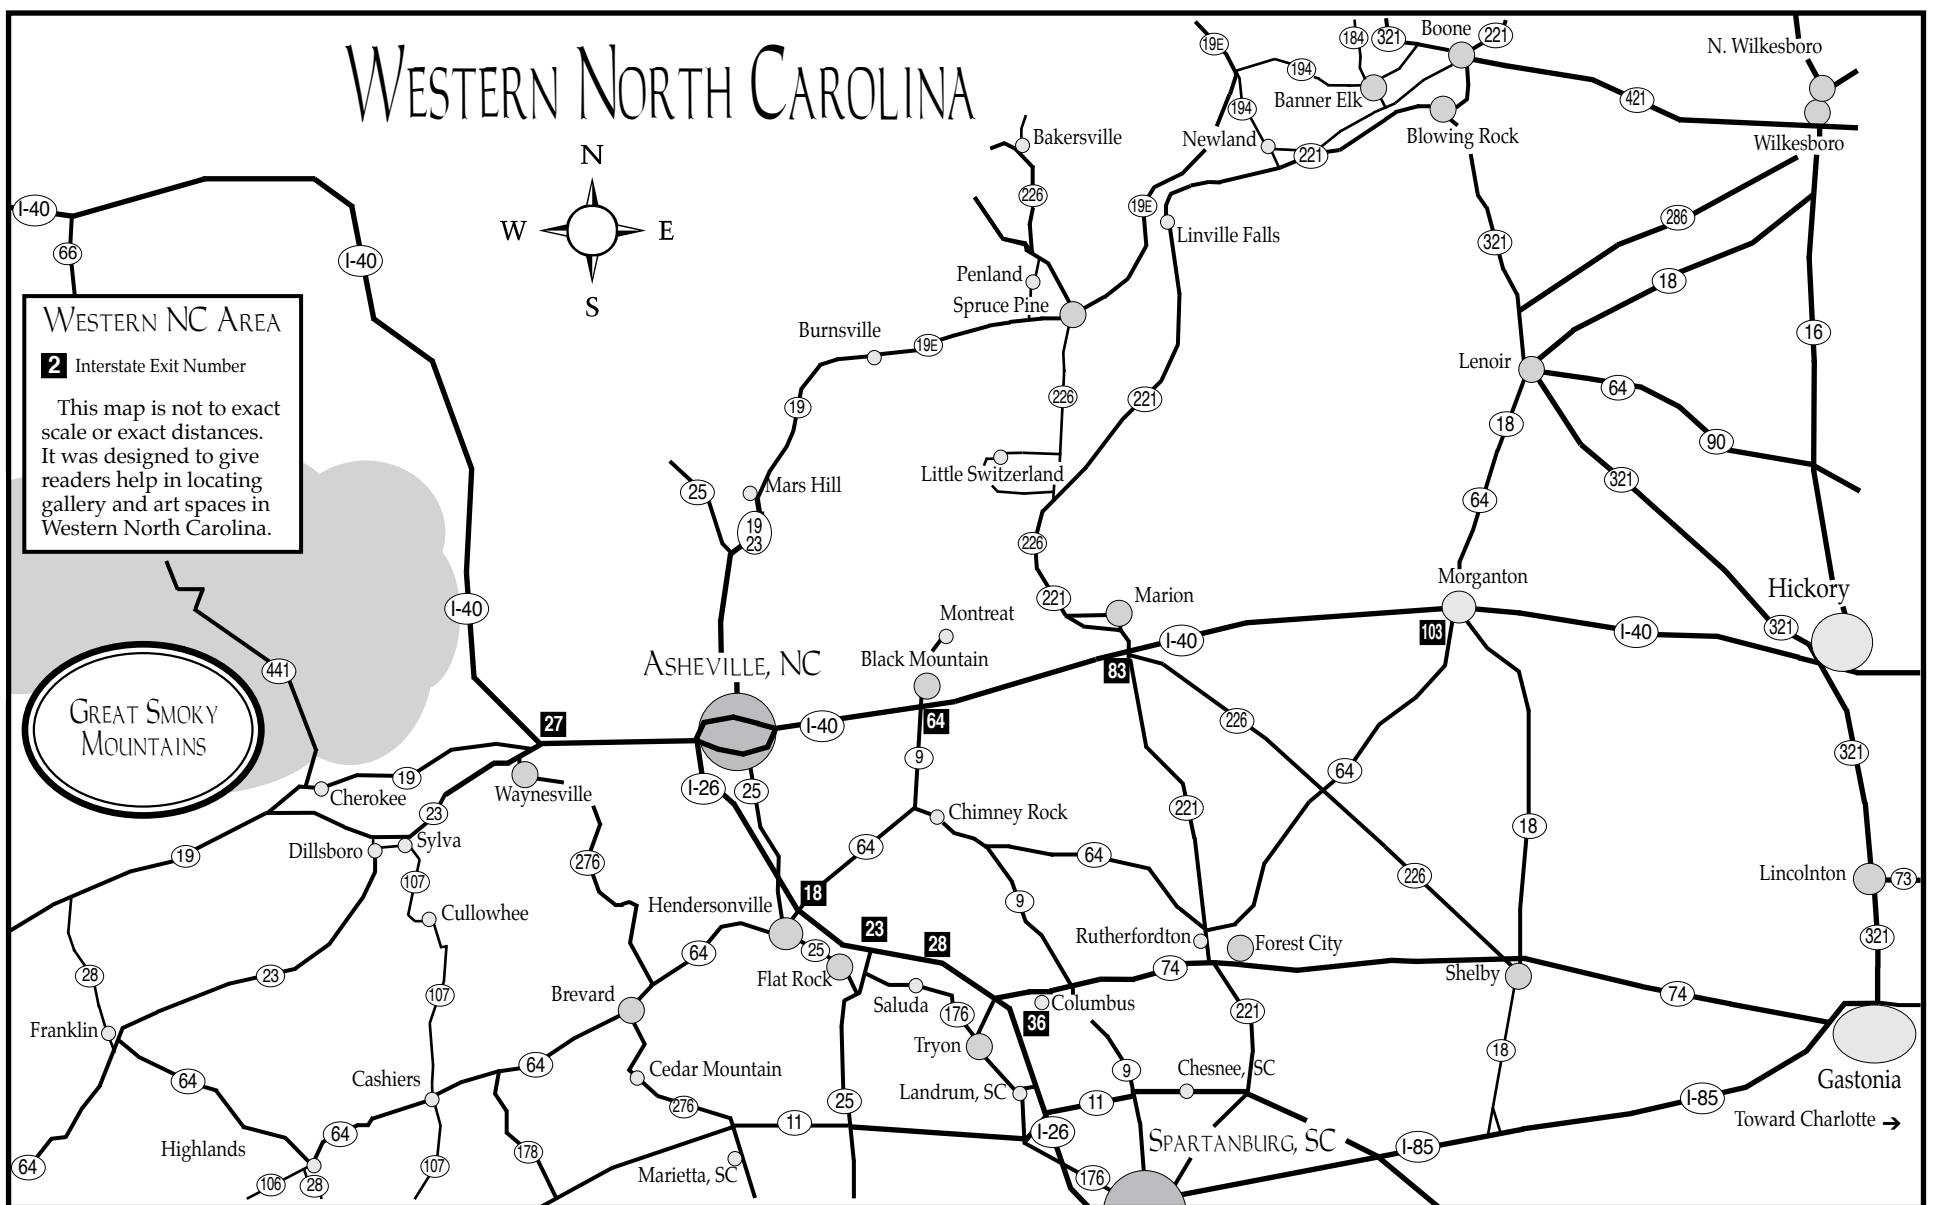 WESTERN NORTH CAROLINA
N
W E
S
I-40
66
I-40
WESTERN NC AREA
2 Interstate Exit Number
This map is not to exact
scale or exact distances.
It was designed to give
readers help in locating
gallery and art spaces in
Western North Carolina.
441
GREAT SMOKY
MOUNTAINS
I-40
27
19
Cherokee
Waynesville
23
19
Dillsboro
Sylva
107
Cullowhee
276
28
23
107
Franklin
64
64
Highlands
64
106
28
Cashiers
107
64
178
Brevard
64
Cedar Mountain
276
11
Marietta, SC
19E
184
321
Boone
221
194
Banner Elk
194
Newland
221
Blowing Rock
421
N. Wilkesboro
Wilkesboro
Bakersville
226
19E
Linville Falls
Penland
Spruce Pine
Burnsville
19E
19
226
221
Little Switzerland
25
Mars Hill
19
23
226
221
Marion
321
286
18
16
Lenoir
64
18
90
321
64
Morganton
103
Hickory
321
I-40
I-40
83
Montreat
Black Mountain
64
ASHEVILLE, NC
I-40
I-26
25
9
Chimney Rock
64
64
9
226
64
221
18
226
321
Lincolnton
73
321
Hendersonville
18
23
28
25
Flat Rock
Saluda
176
Tryon
36
Columbus
74
Rutherfordton
Forest City
Shelby
74
221
18
Landrum, SC
9
Chesnee, SC
25
11
I-26
176
SPARTANBURG, SC
I-85
I-85
Gastonia
Toward Charlotte ➔